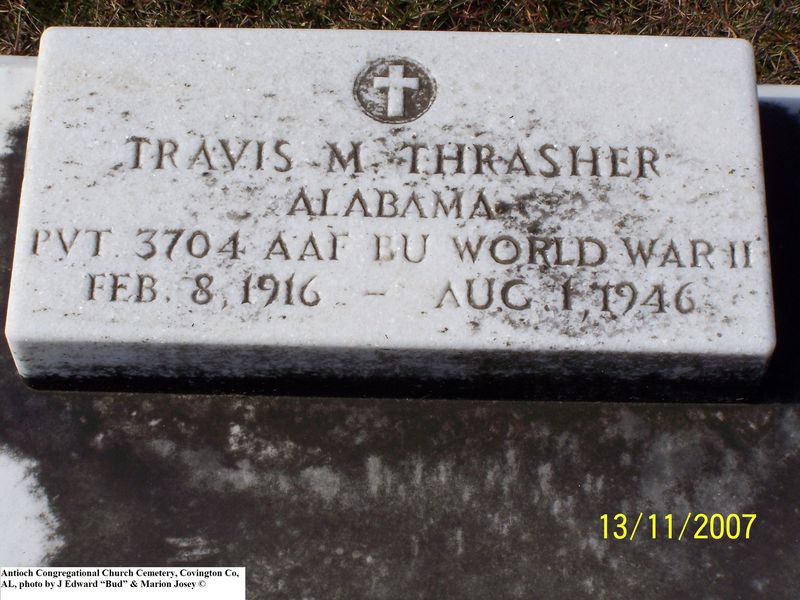 TRAVIS M THRASHER
ALABAMA
PVT 3704 AAF BU WORLD WAR II
FEB. 8, 1916 – AUG. 1, 1946
13/11/2007
Antioch Congregational Church Cemetery, Covington Co,
AL, photo by J Edward “Bud” & Marion Josey ©